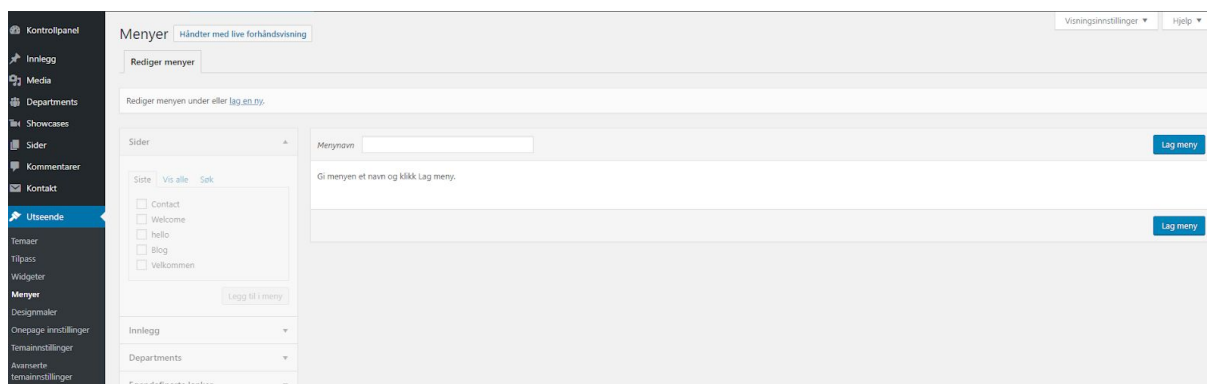 Kontrollpanel
Innlegg
Media
Departments
Showcases
Sider
Kommentarer
Kontakt
Utseende
Temaer
Tilpass
Widgeter
Menyer
Designmaler
Onepage innstillinger
Temainnstillinger
Avanserte
temainnstillinger
Visningsinnstillinger ▼
Hjelp ▼
Menyer Håndter med live forhåndsvisning
Rediger menyer
Rediger menyen under eller lag en ny.
Sider
Siste Vis alle Søk
Contact
Welcome
hello
Blog
Velkommen
Legg til i meny
Innlegg
Departments
Menynavn
Lag meny
Gi menyen et navn og klikk Lag meny.
Lag meny